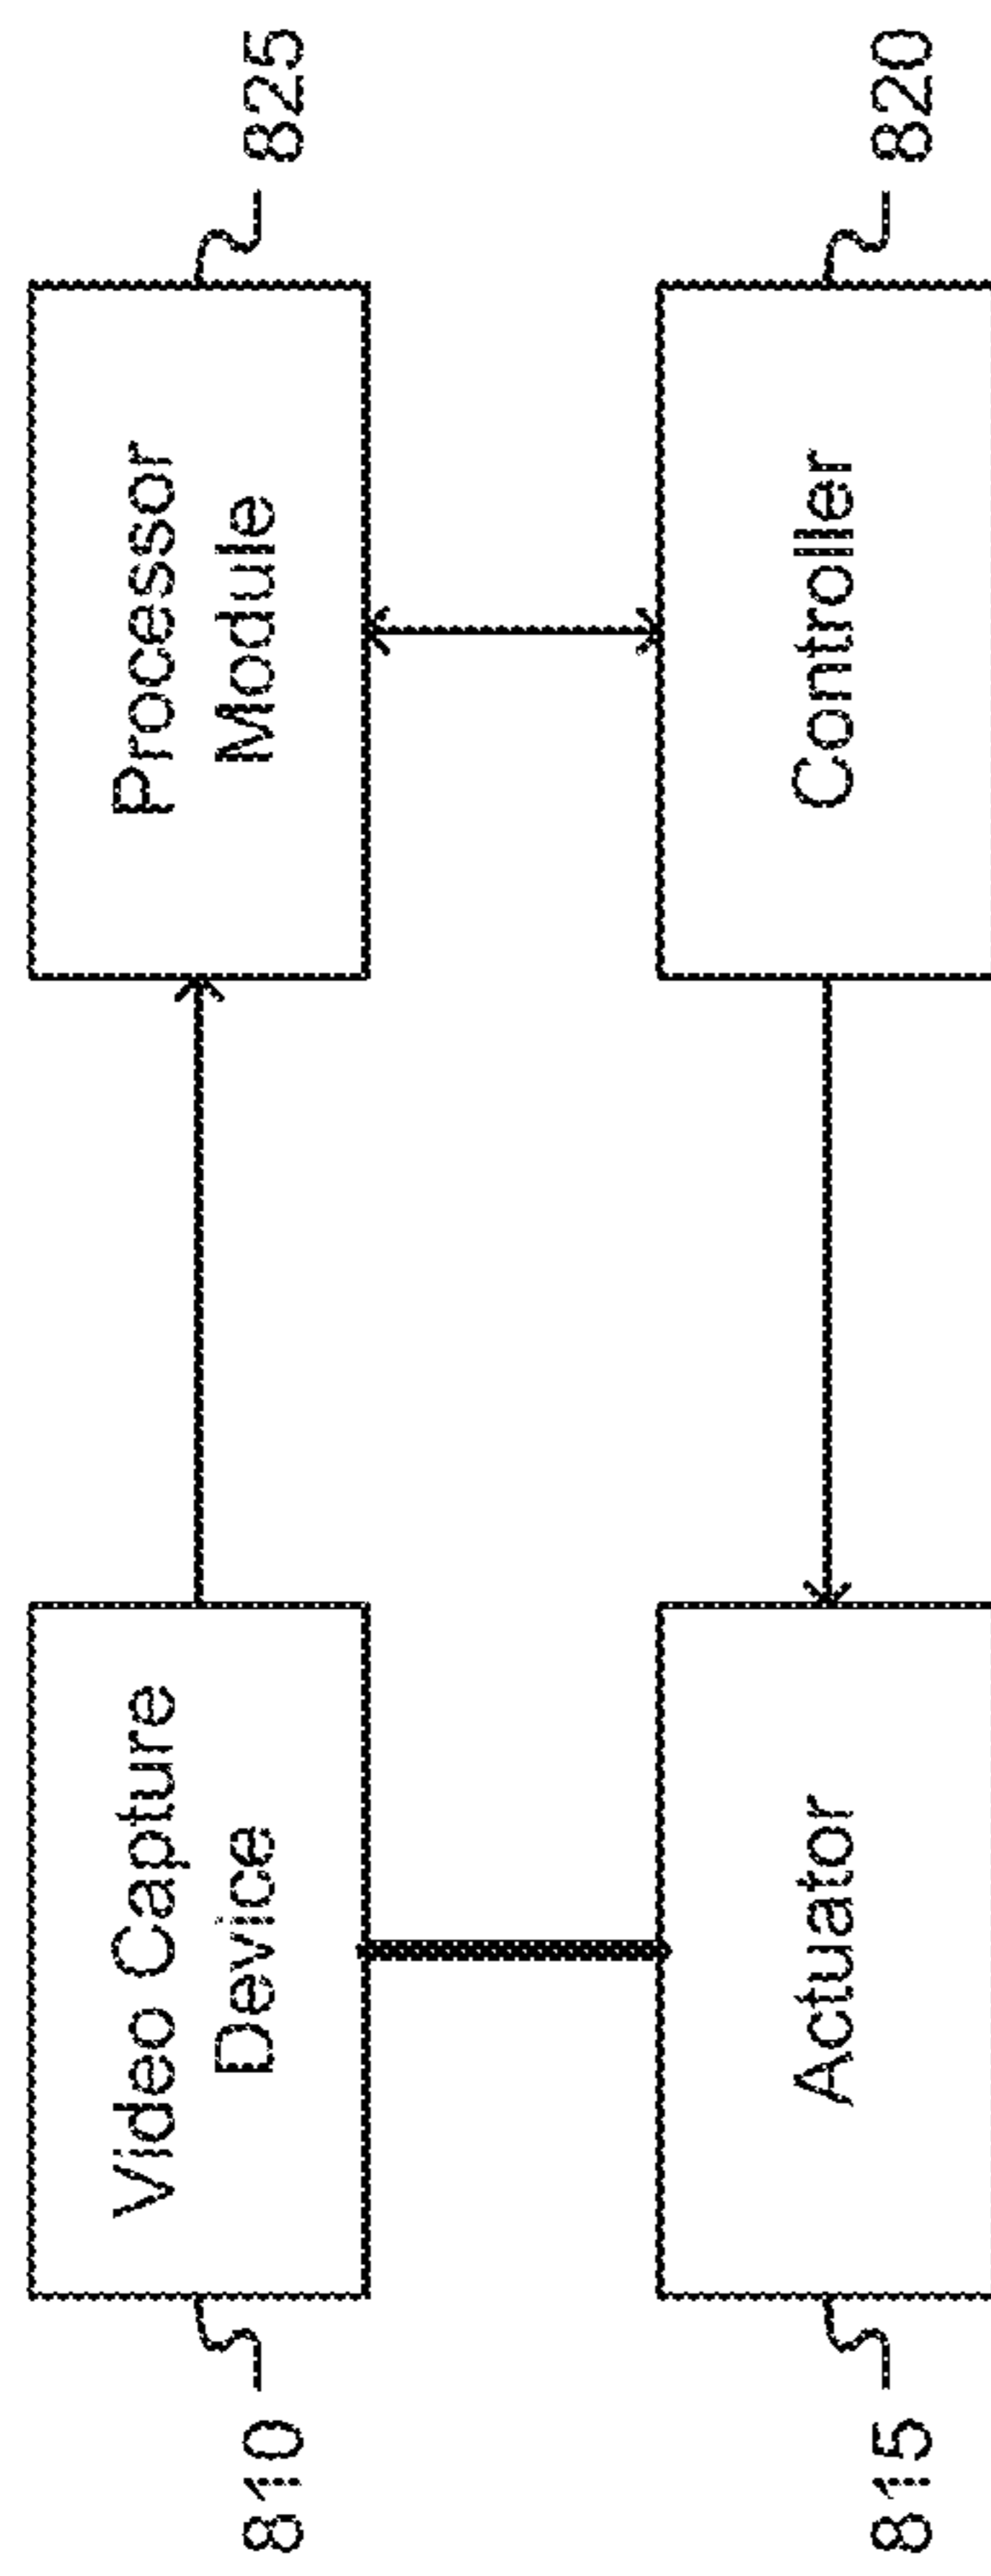 810
Video Capture
Device
Processor
Module
825
815
Actuator
Controller
820